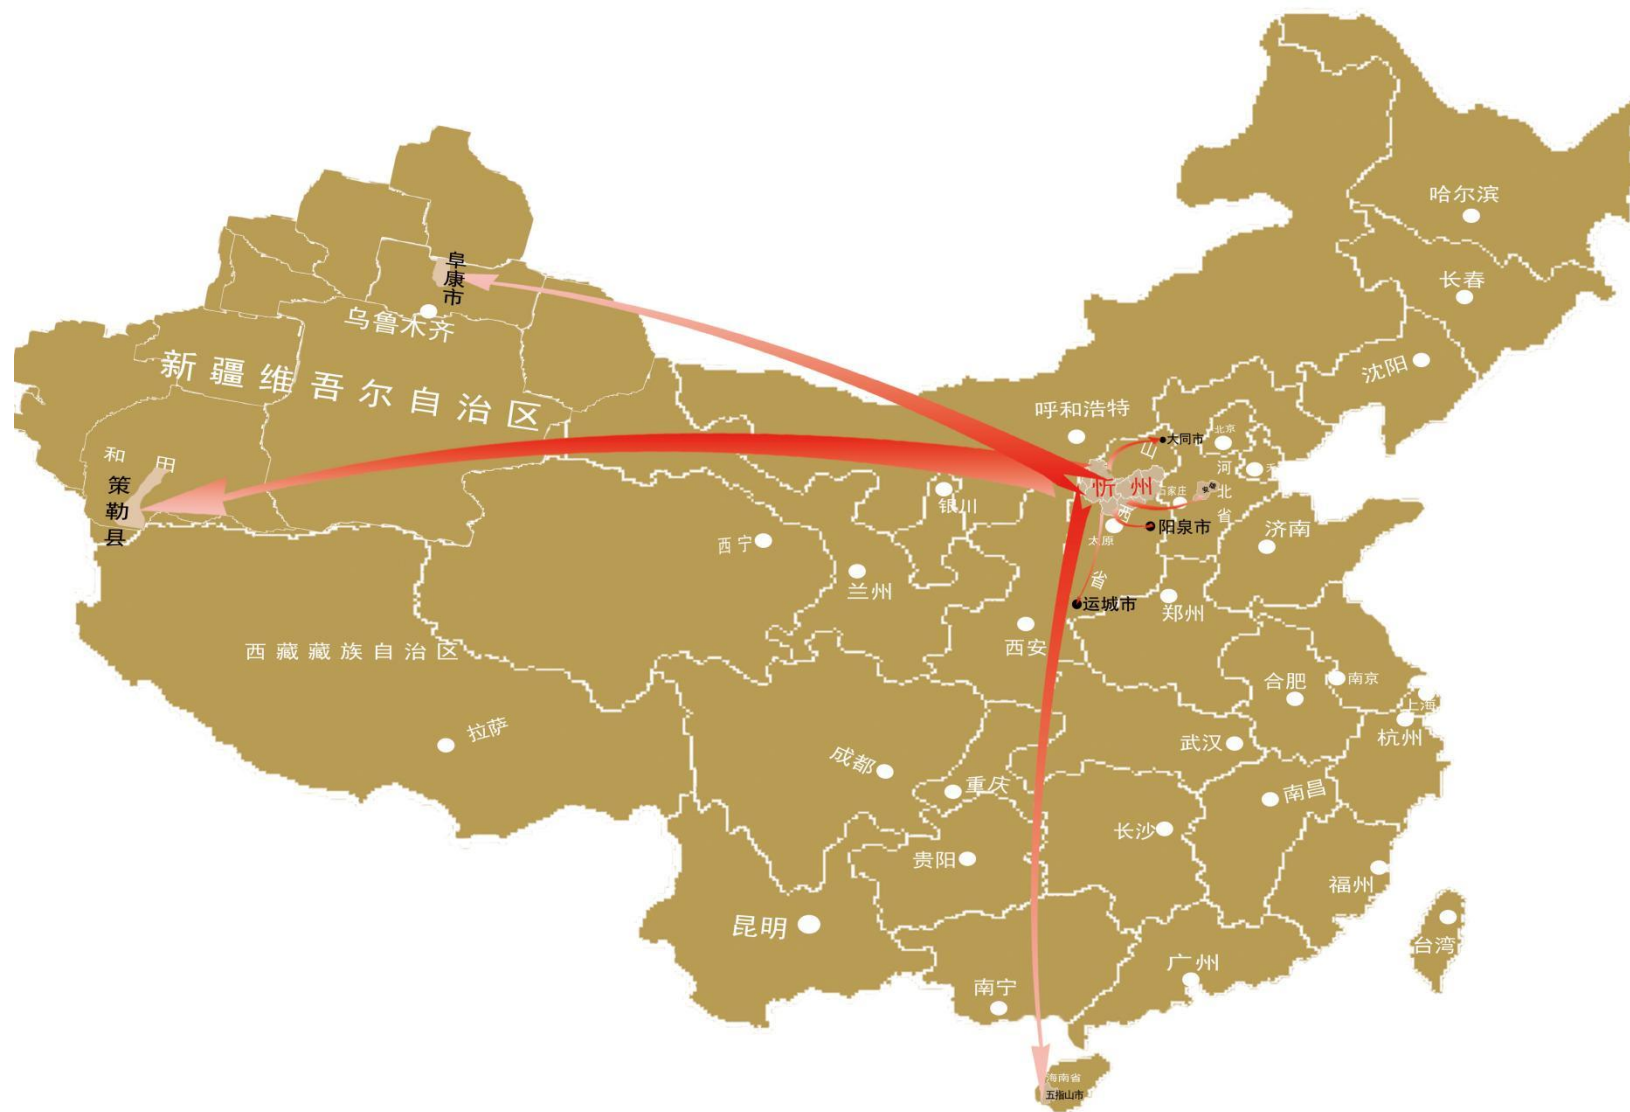 哈尔滨
长春
阜康市
乌鲁木齐
沈阳
新疆维吾尔自治区
呼和浩特
北京
大同市
山
和田
河
天
策勒县
忻州
石家庄
安新
北
银川
西
省
阳泉市
济南
太原
西宁
兰州
省
运城市
郑州
西安
西藏藏族自治区
合肥
南京
上海
拉萨
杭州
武汉
成都
重庆
南昌
长沙
贵阳
福州
昆明
台湾
广州
南宁
海南省
五指山市